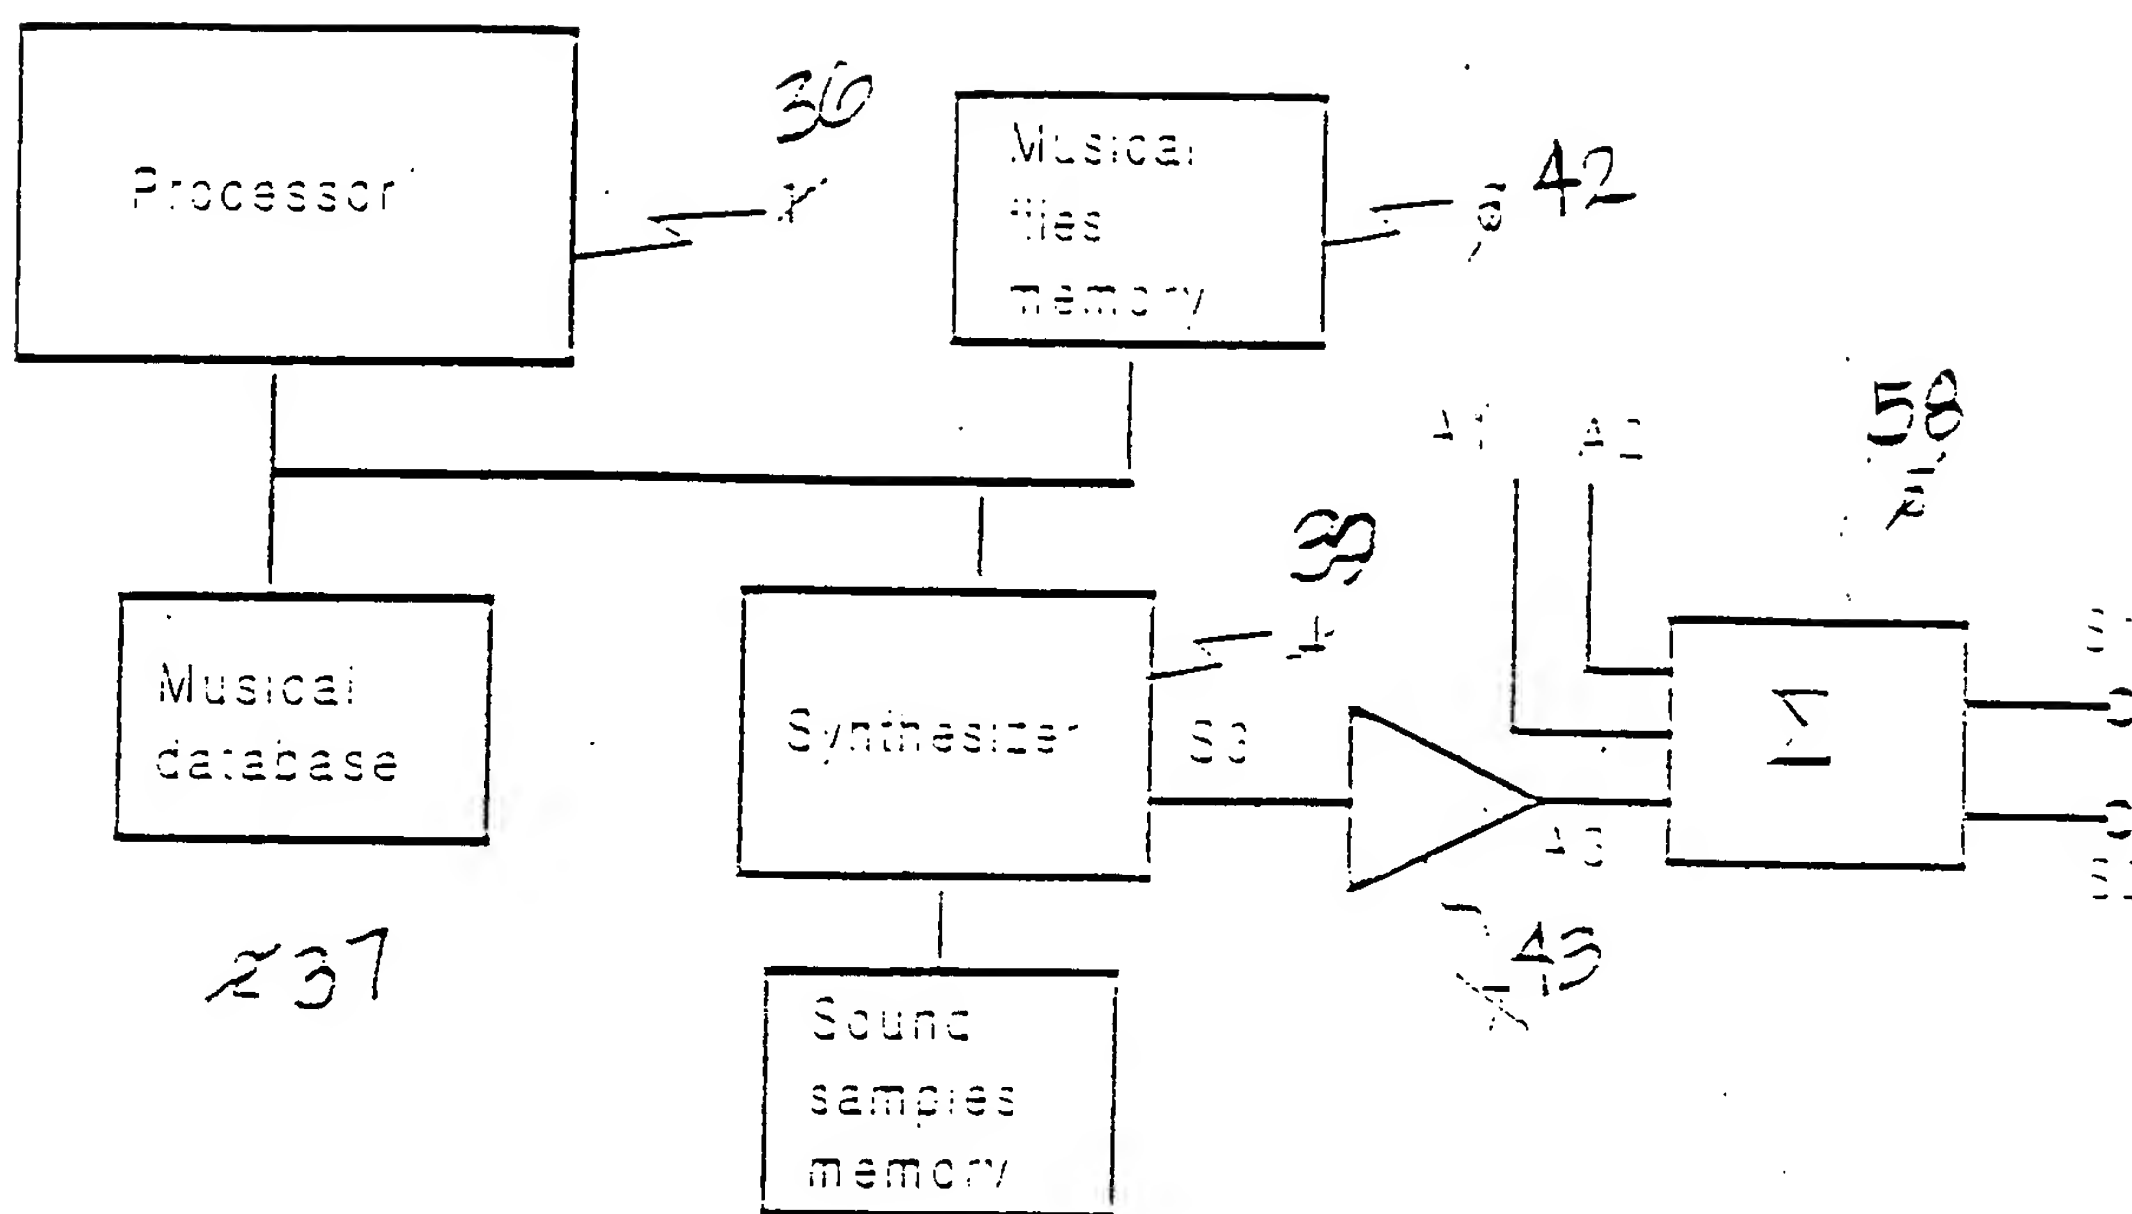 Processor
36
Musical
files
memory
42
A1 A2
58
39
Musical
database
Synthesizer
S3
Σ
A3
37
43
Sound
samples
memory